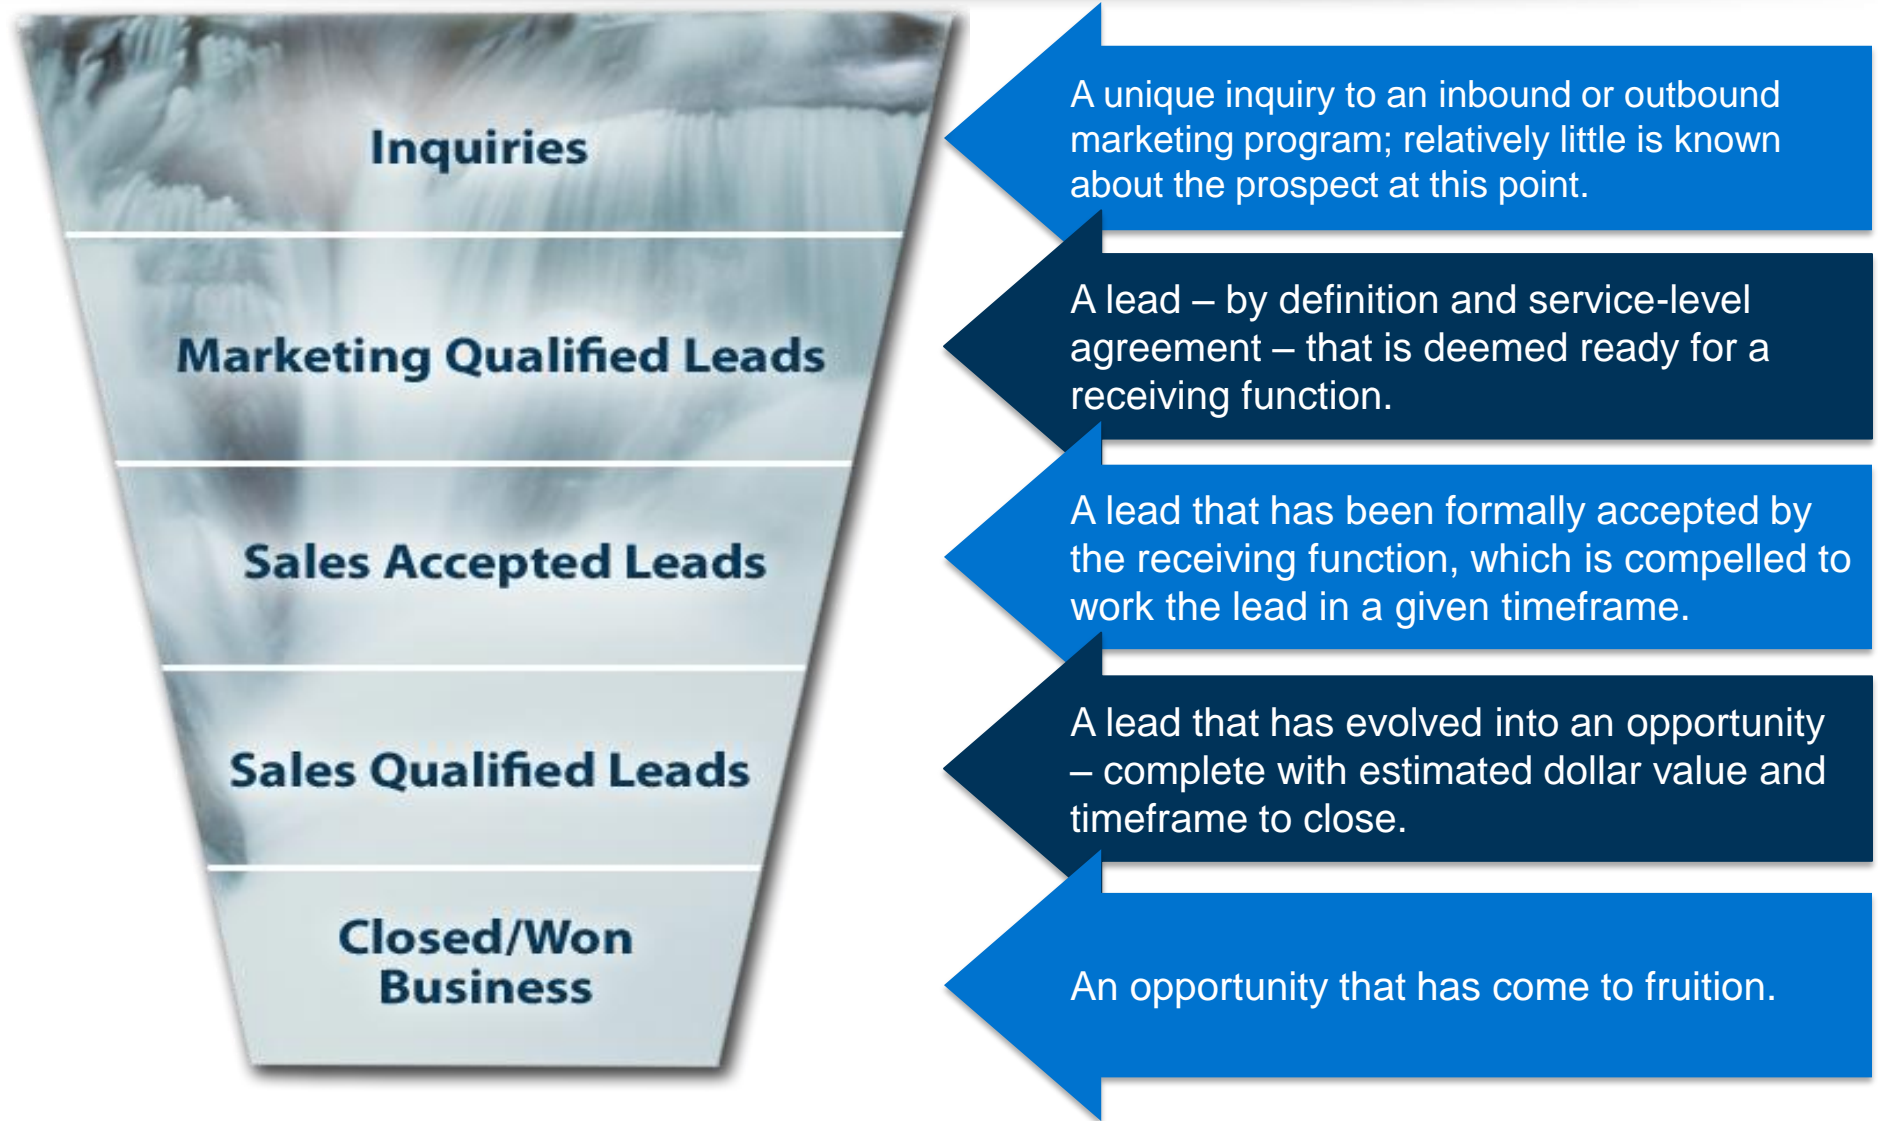 Inquiries
A unique inquiry to an inbound or outbound
marketing program; relatively little is known
about the prospect at this point.
Marketing Qualified Leads
A lead – by definition and service-level
agreement – that is deemed ready for a
receiving function.
Sales Accepted Leads
A lead that has been formally accepted by
the receiving function, which is compelled to
work the lead in a given timeframe.
Sales Qualified Leads
A lead that has evolved into an opportunity
– complete with estimated dollar value and
timeframe to close.
Closed/Won
Business
An opportunity that has come to fruition.